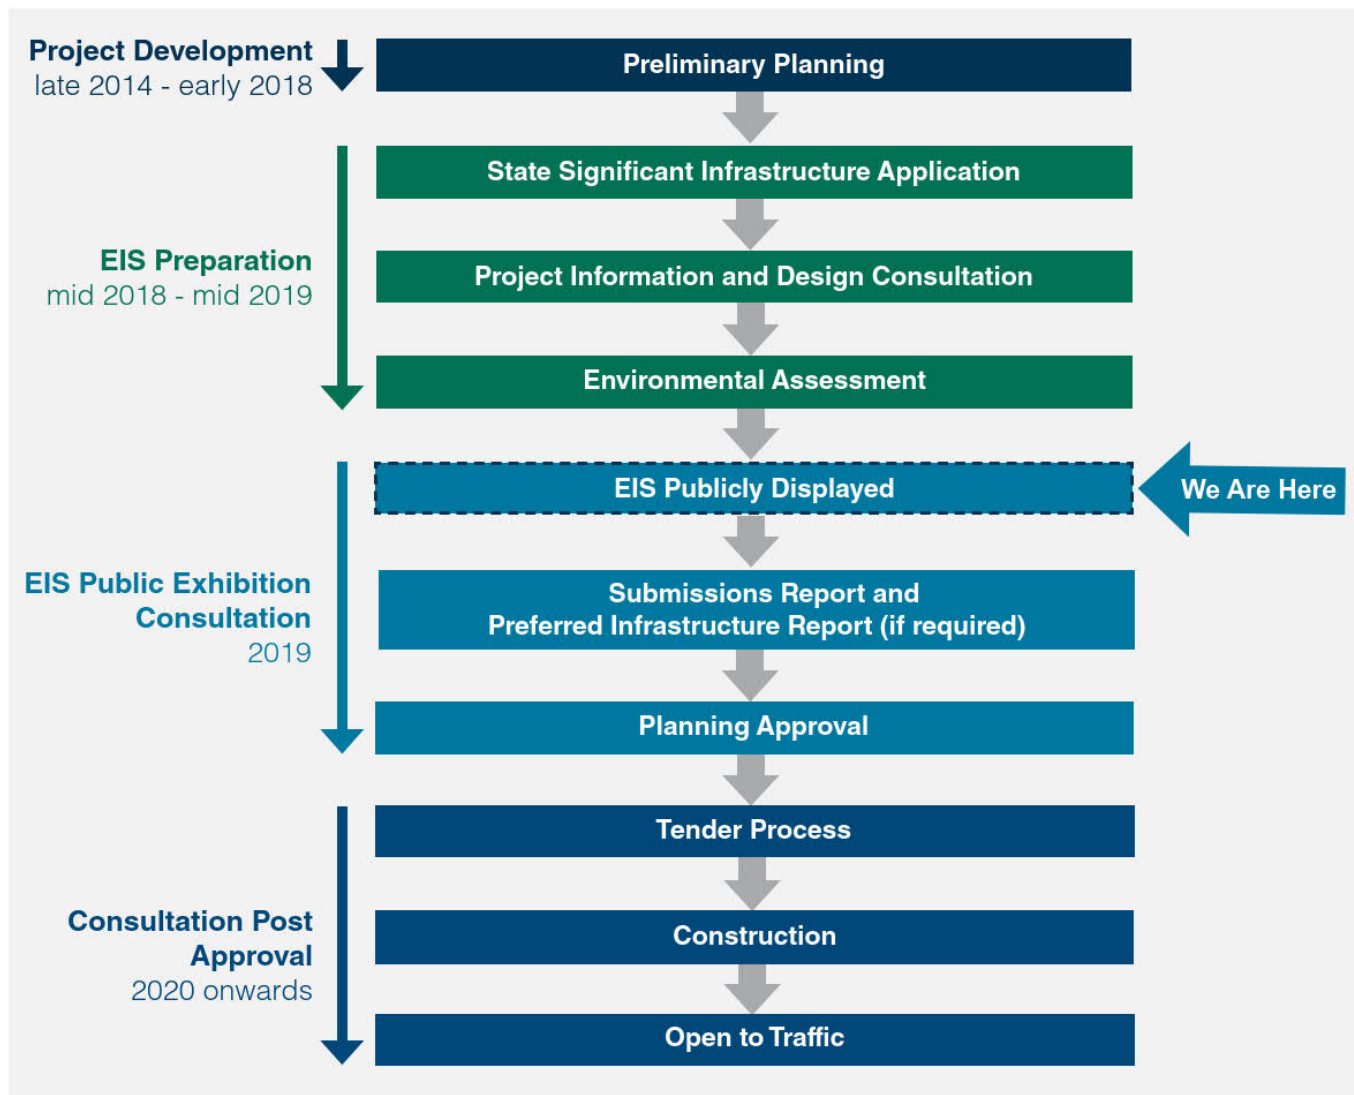 Project Development
late 2014 - early 2018
Preliminary Planning
State Significant Infrastructure Application
EIS Preparation
mid 2018 - mid 2019
Project Information and Design Consultation
Environmental Assessment
EIS Publicly Displayed
We Are Here
EIS Public Exhibition
Consultation
2019
Submissions Report and
Preferred Infrastructure Report (if required)
Planning Approval
Tender Process
Consultation Post
Approval
2020 onwards
Construction
Open to Traffic